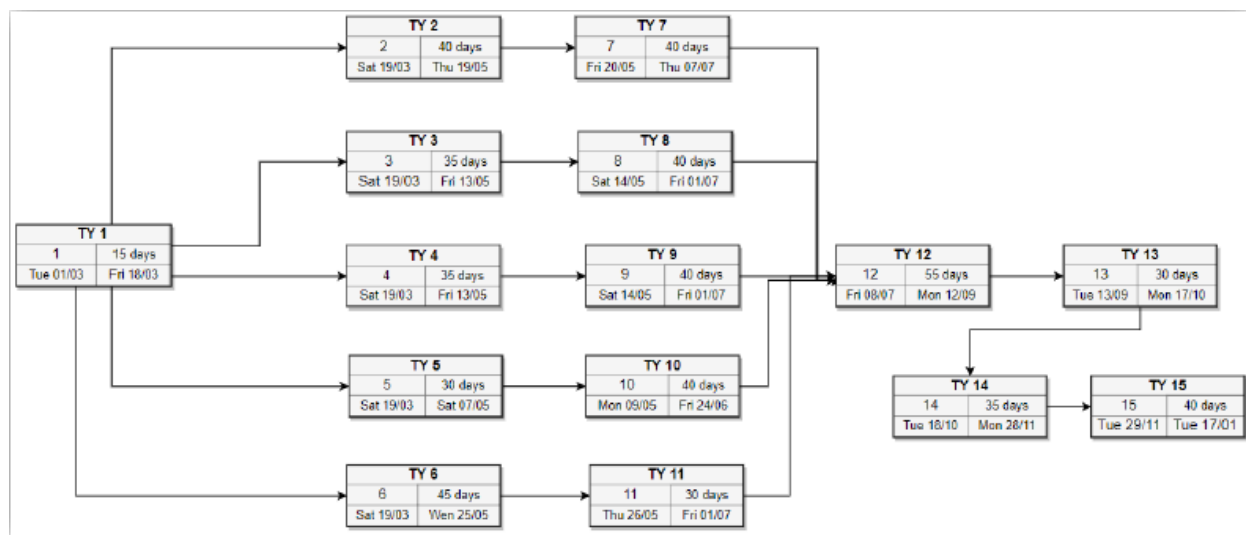 TY 2
2 40 days
Sat 19/03 Thu 19/05
TY 7
7 40 days
Fri 20/05 Thu 07/07
TY 3
3 35 days
Sat 19/03 Fri 13/05
TY 8
8 40 days
Sat 14/05 Fri 01/07
TY 1
1 15 days
Tue 01/03 Fri 18/03
TY 4
4 35 days
Sat 19/03 Fri 13/05
TY 9
9 40 days
Sat 14/05 Fri 01/07
TY 12
12 55 days
Fri 08/07 Mon 12/09
TY 13
13 30 days
Tue 13/09 Mon 17/10
TY 5
5 30 days
Sat 19/03 Sat 07/05
TY 10
10 40 days
Mon 09/05 Fri 24/06
TY 14
14 35 days
Tue 18/10 Mon 28/11
TY 15
15 40 days
Tue 29/11 Tue 17/01
TY 6
6 45 days
Sat 19/03 Wen 25/05
TY 11
11 30 days
Thu 26/05 Fri 01/07